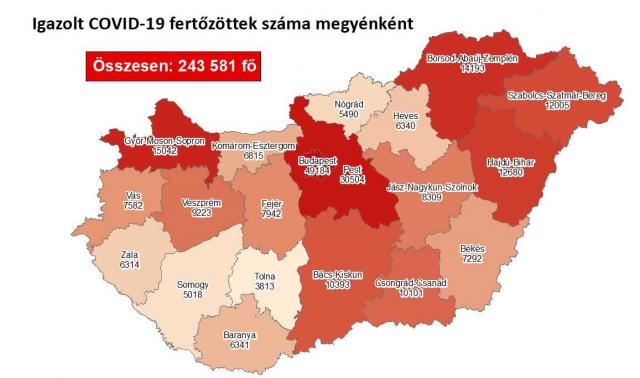 Igazolt COVID-19 fertőzöttek száma megyénként
Összesen: 243 581 fő
Borsod-Abaúj-Zemplén
14193
Szabolcs-Szatmár-Bereg
12005
Nógrád
5490
Heves
6340
Győr-Moson-Sopron
15042
Komárom-Esztergom
6815
Budapest
49184
Pest
30504
Hajdú-Bihar
12680
Jász-Nagykun-Szolnok
8309
Vas
7582
Veszprém
9223
Fejér
7942
Békés
7292
Zala
6314
Somogy
5018
Tolna
3813
Bács-Kiskun
10393
Csongrád-Csanád
10101
Baranya
6341